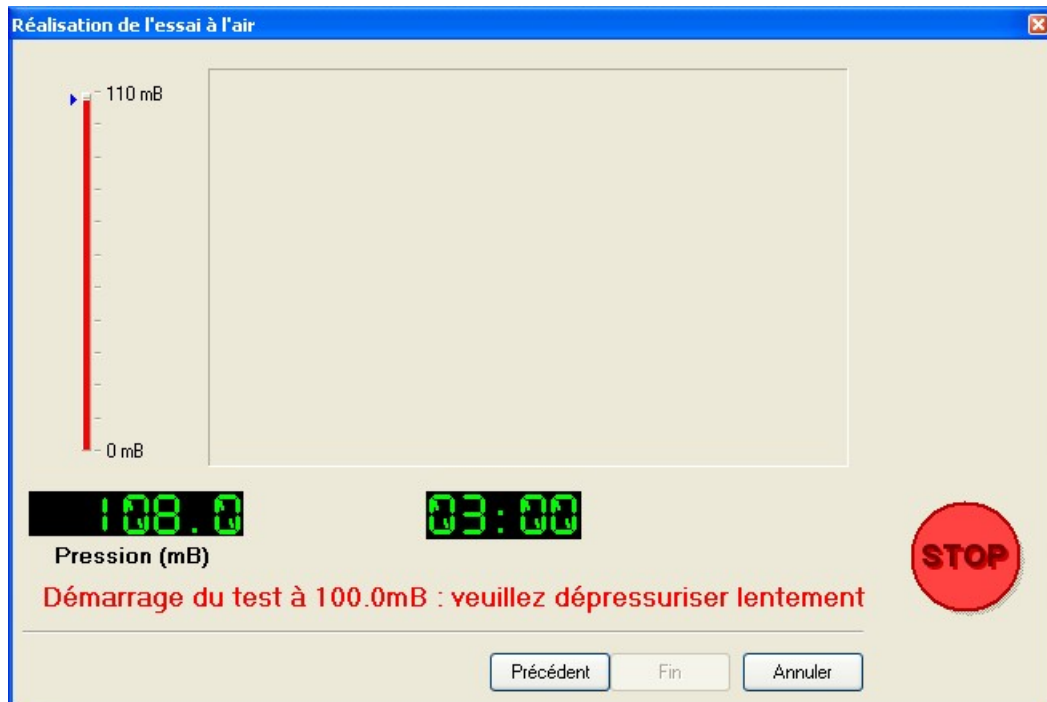 Réalisation de l'essai à l'air
110 mB
0 mB
108.0
03:00
Pression (mB)
STOP
Démarrage du test à 100.0mB : veuillez dépressuriser lentement
Précédent
Fin
Annuler